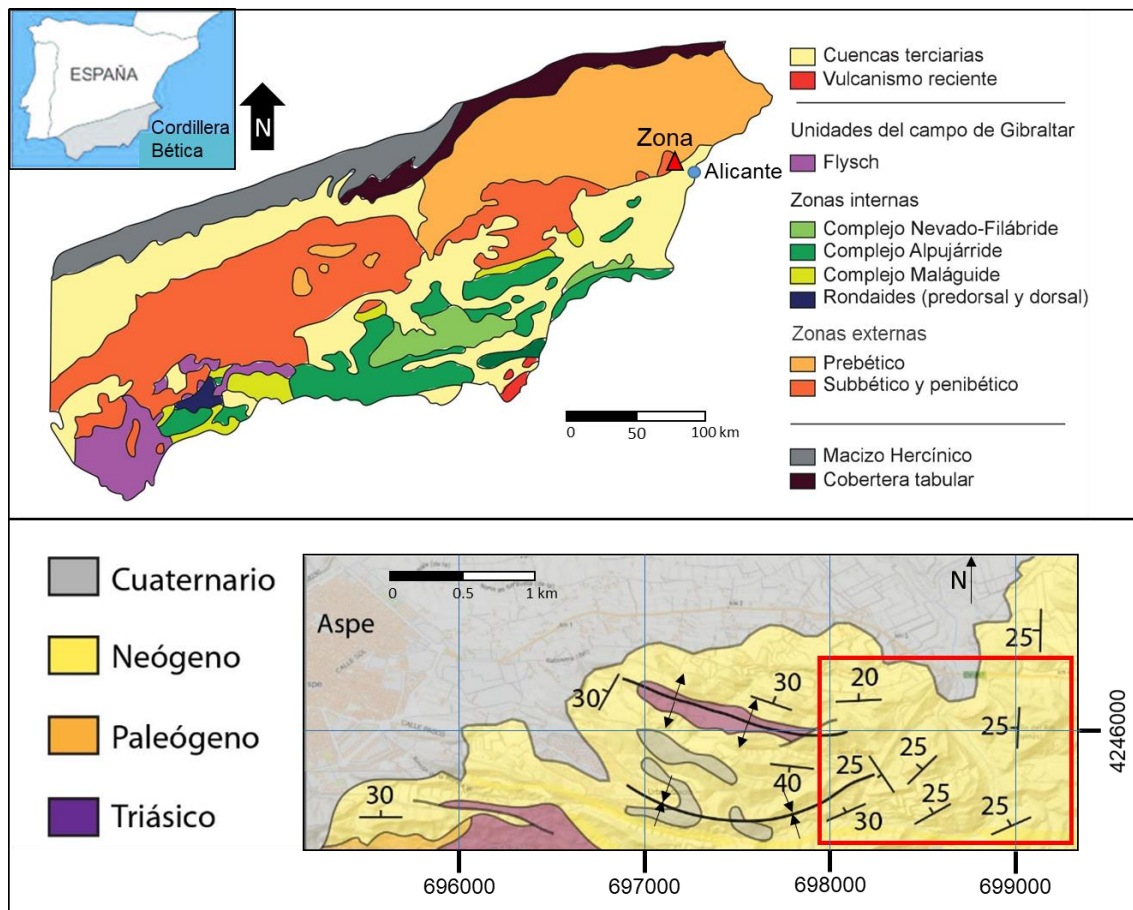 ESPAÑA
Cordillera
Bética
N
Zona
Alicante
Cuencas terciarias
Vulcanismo reciente
Unidades del campo de Gibraltar
Flysch
Zonas internas
Complejo Nevado-Filábride
Complejo Alpujárride
Complejo Maláguide
Rondaides (predorsal y dorsal)
Zonas externas
Prebético
Subbético y penibético
Macizo Hercínico
Cobertera tabular
0 50 100 km
Cuaternario
Neógeno
Paleógeno
Triásico
0 0.5 1 km
N
Aspe
25
30
30
20
25
40
25
25
25
25
30
30
4246000
696000 697000 698000 699000